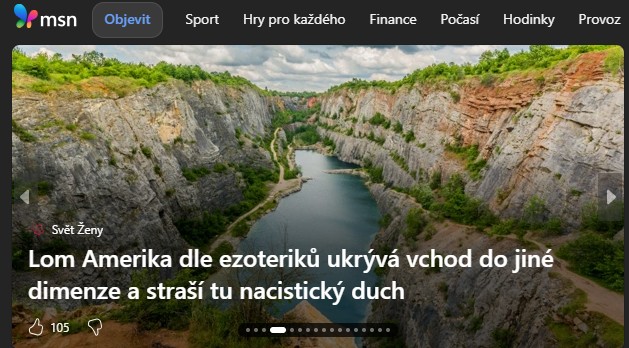 msn Objevit Sport Hry pro každého Finance Počasí Hodinky Provoz
Svět Ženy
Lom Amerika dle ezoteriků ukrývá vchod do jiné
dimenze a straší tu nacistický duch
105